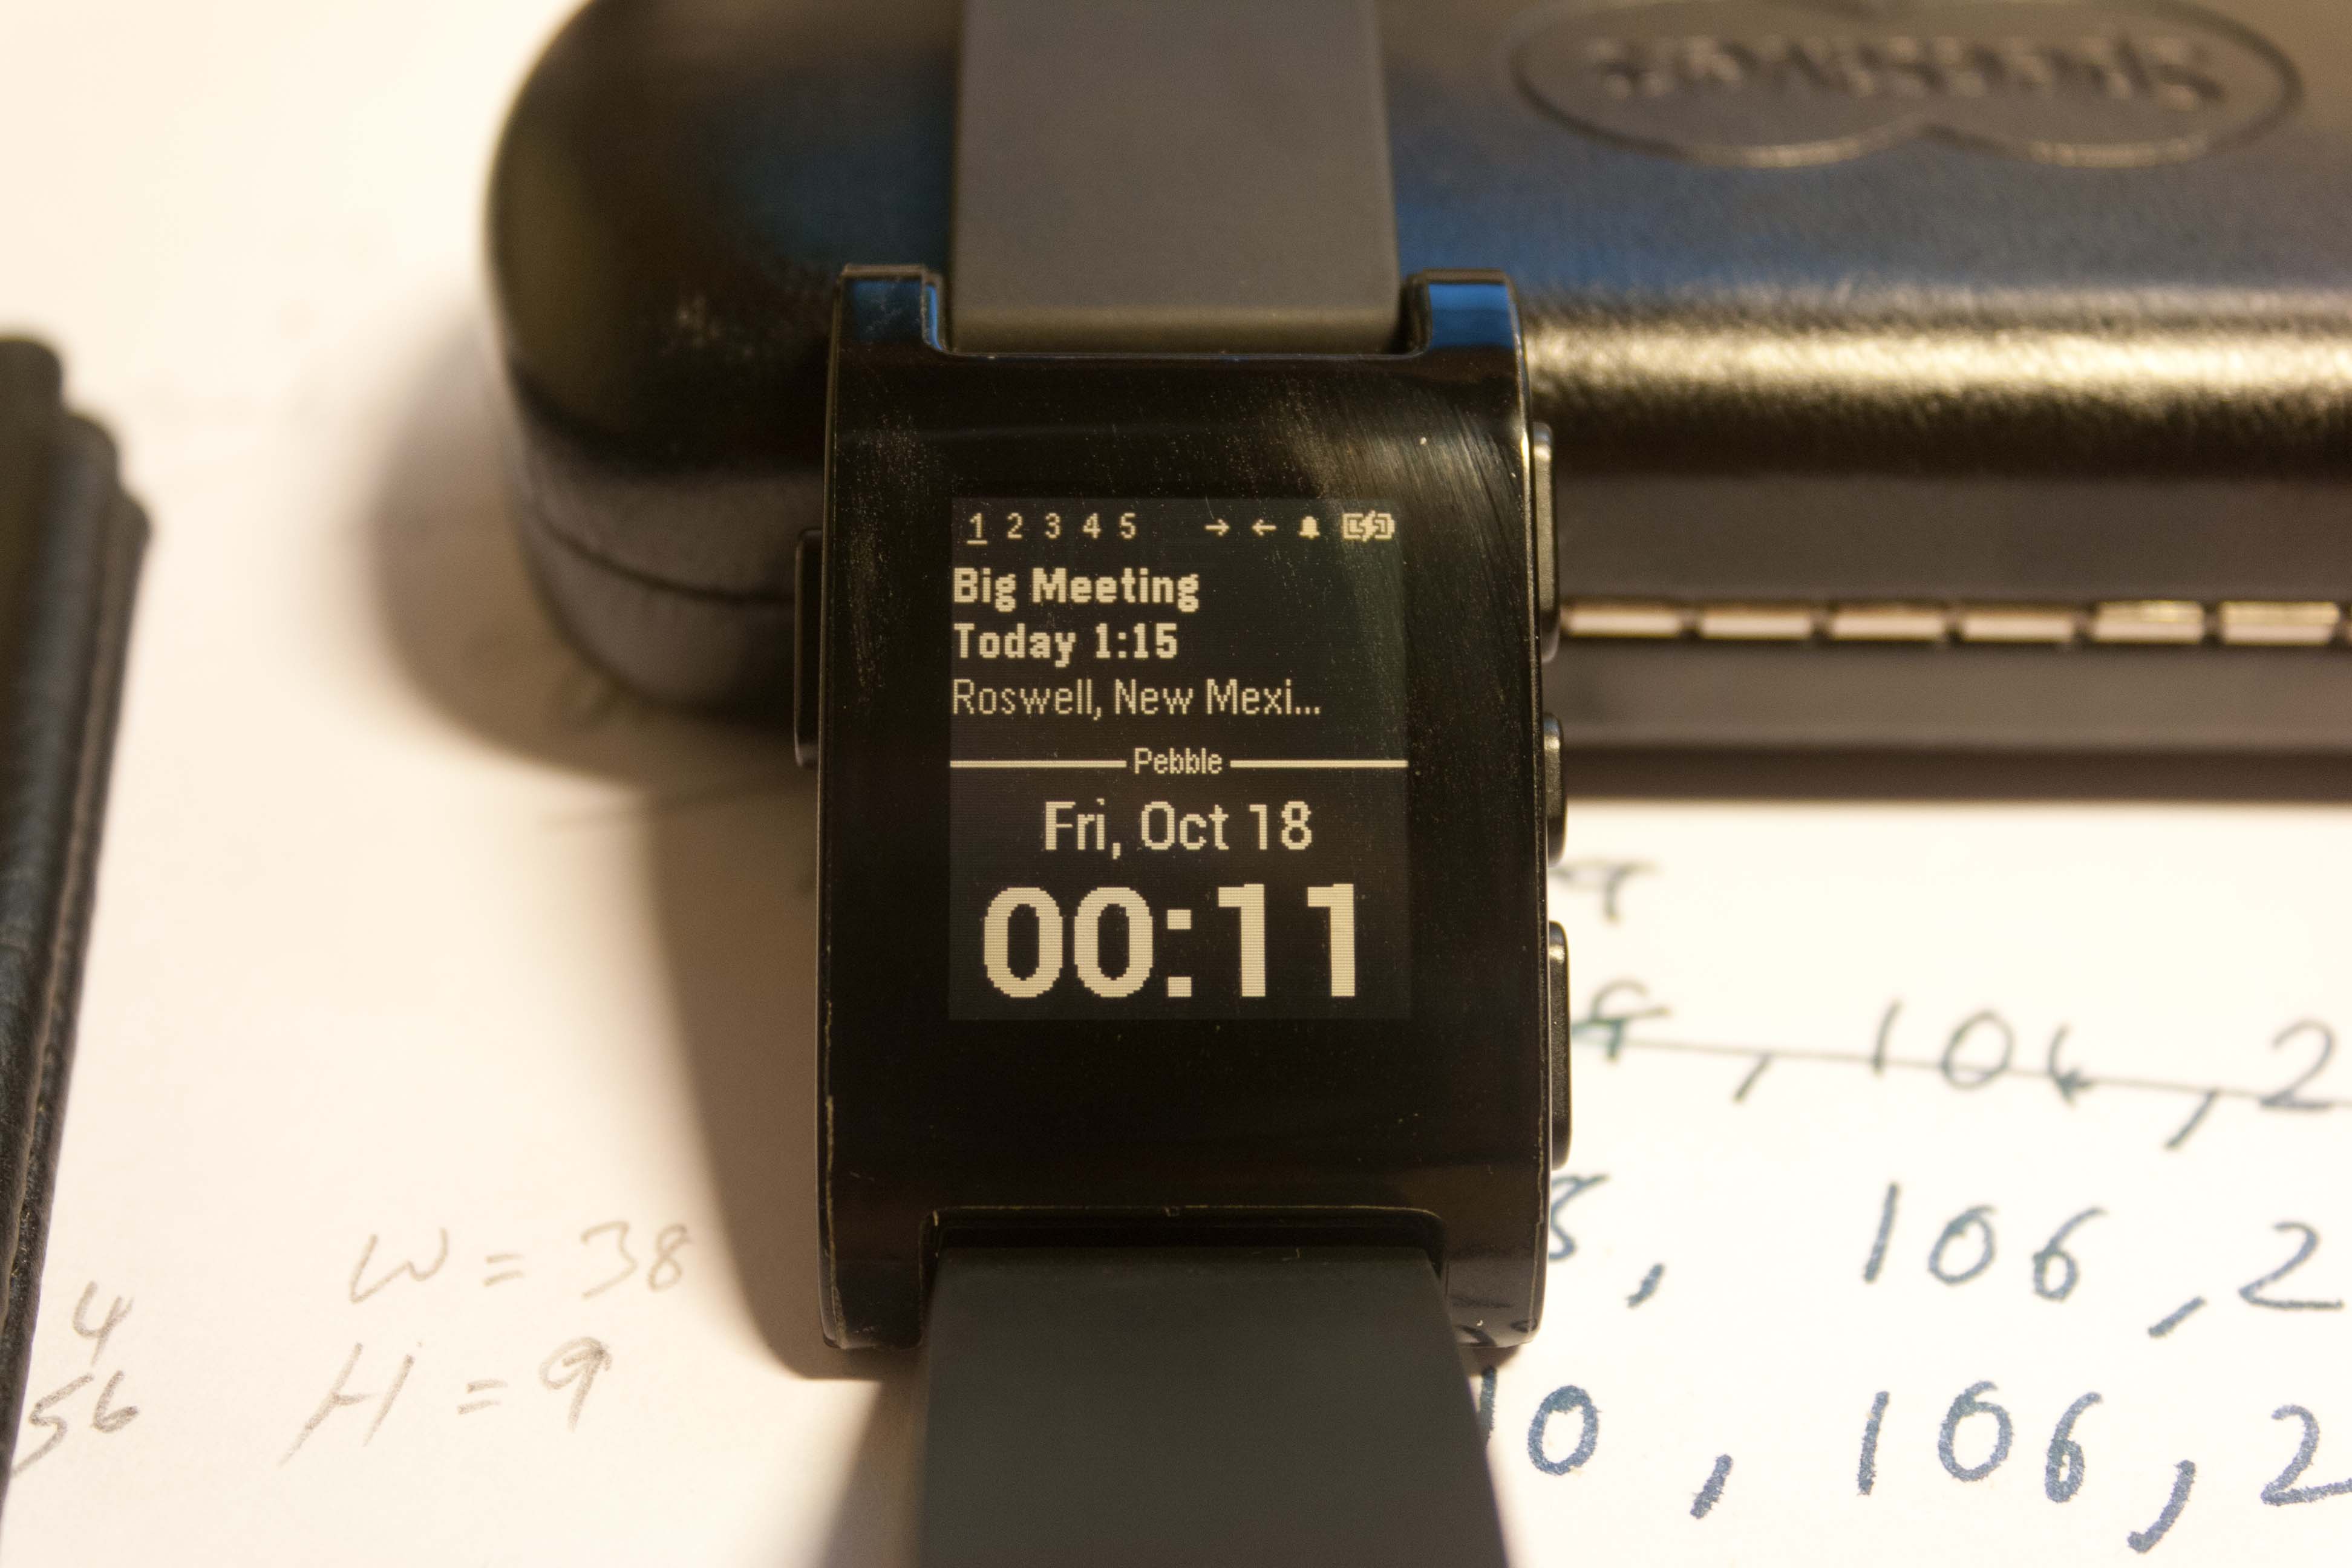 1 2 3 4 5
Big Meeting
Today 1:15
Roswell, New Mexi...
Pebble
Fri, Oct 18
00:11
, 106, 2
, 106, 2
10, 106, 2
W = 38
H = 9
4
56